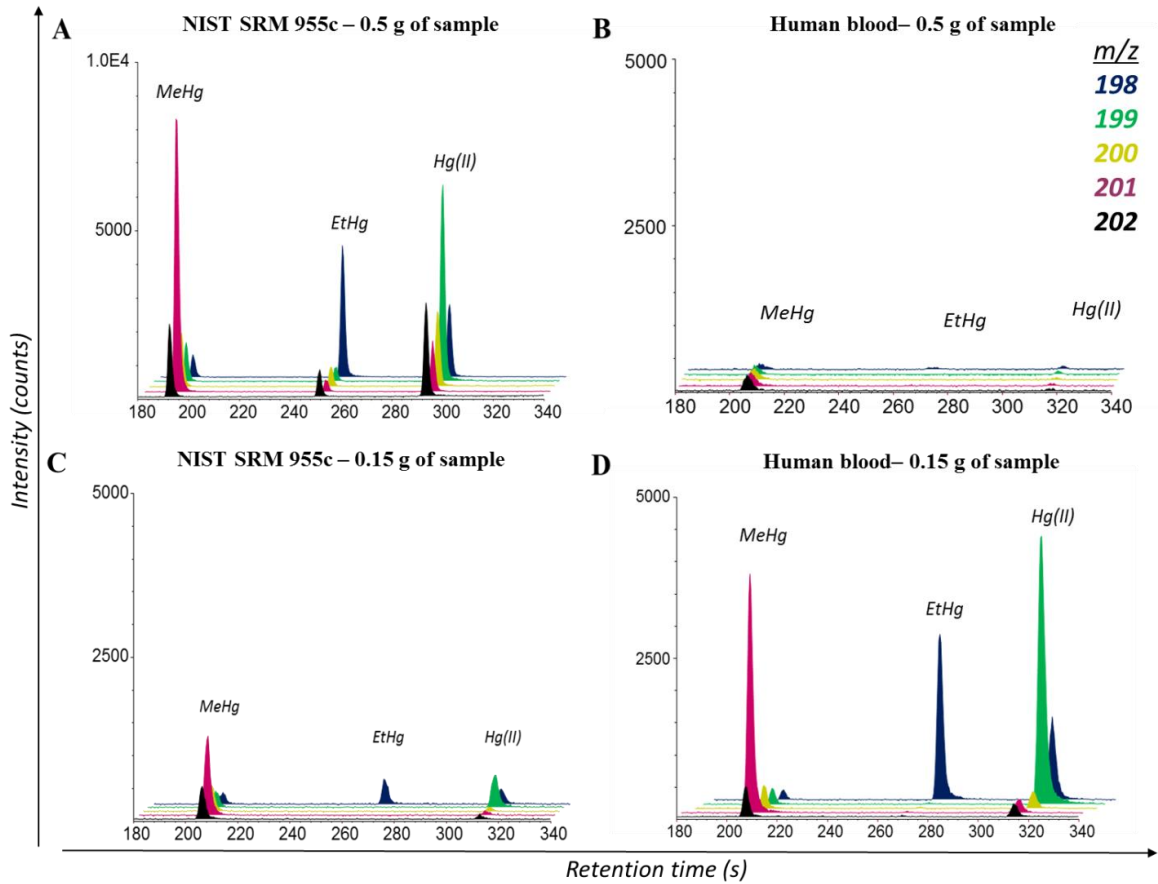 A
NIST SRM 955c – 0.5 g of sample
1.0E4
5000
MeHg
EtHg
Hg(II)
180 200 220 240 260 280 300 320 340
B
Human blood– 0.5 g of sample
5000
2500
m/z
198
199
200
201
202
MeHg
EtHg
Hg(II)
180 200 220 240 260 280 300 320 340
C
NIST SRM 955c – 0.15 g of sample
5000
2500
MeHg
EtHg
Hg(II)
180 200 220 240 260 280 300 320 340
D
Human blood– 0.15 g of sample
5000
2500
MeHg
EtHg
Hg(II)
180 200 220 240 260 280 300 320 340
Intensity (counts)
Retention time (s)